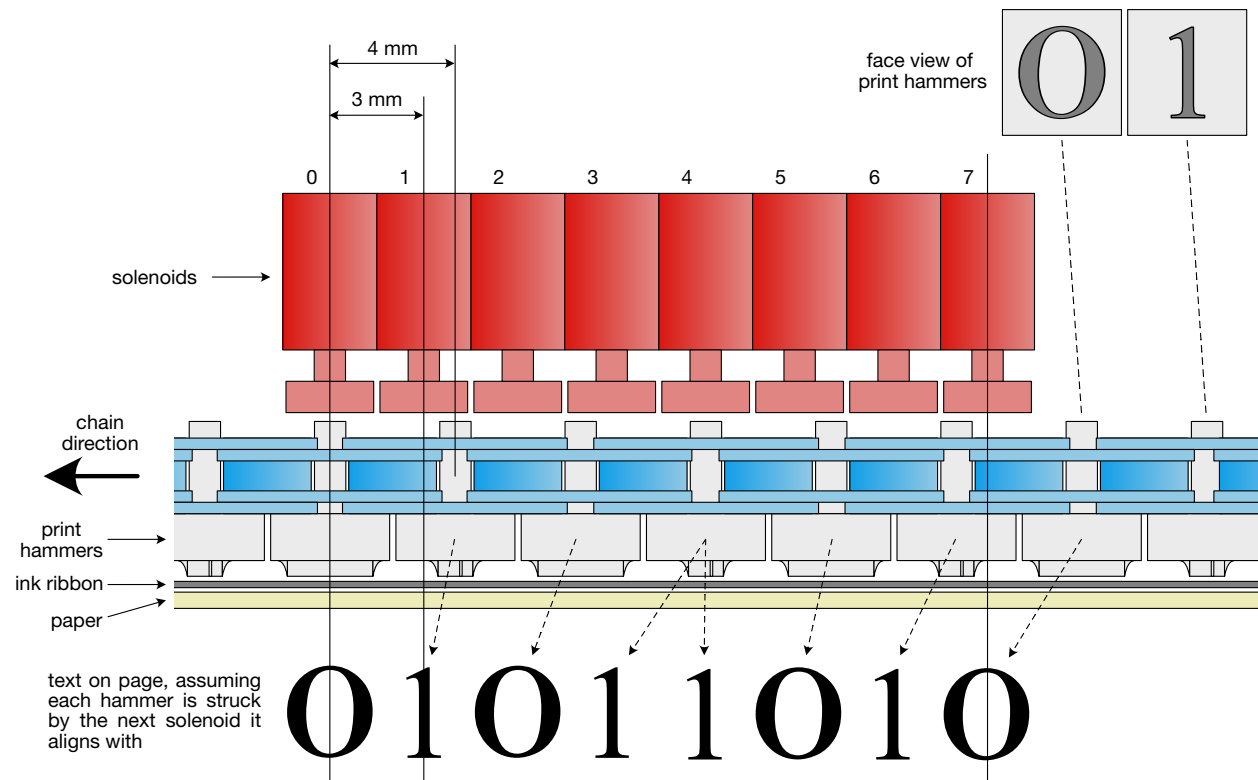 4 mm
3 mm
face view of
print hammers
0 1
0 1 2 3 4 5 6 7
solenoids
chain
direction
print
hammers
ink ribbon
paper
text on page, assuming
each hammer is struck
by the next solenoid it
aligns with
01011010